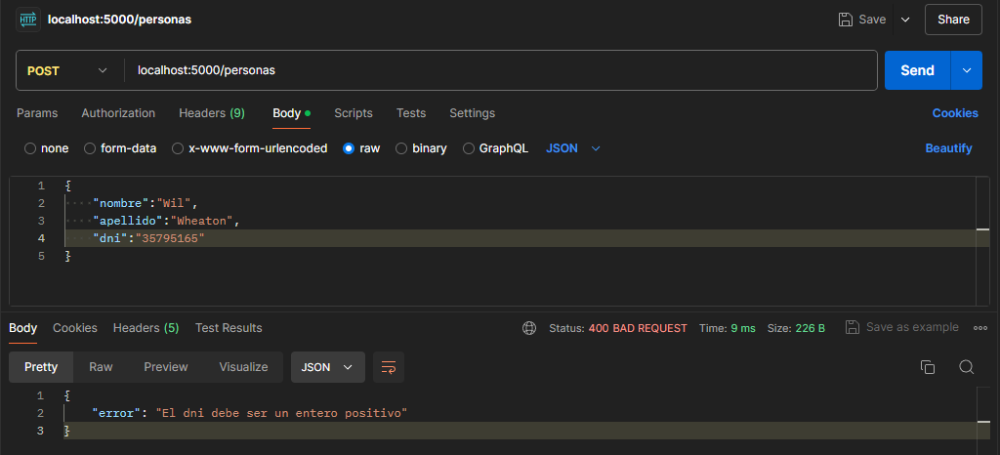 HTTP localhost:5000/personas Save Share
POST localhost:5000/personas Send
Params Authorization Headers (9) Body Scripts Tests Settings Cookies
none form-data x-www-form-urlencoded raw binary GraphQL JSON Beautify
1 {
2 "nombre":"Wil",
3 "apellido":"Wheaton",
4 "dni":"35795165"
5 }
Body Cookies Headers (5) Test Results Status: 400 BAD REQUEST Time: 9 ms Size: 226 B Save as example
Pretty Raw Preview Visualize JSON
1 {
2 "error": "El dni debe ser un entero positivo"
3 }